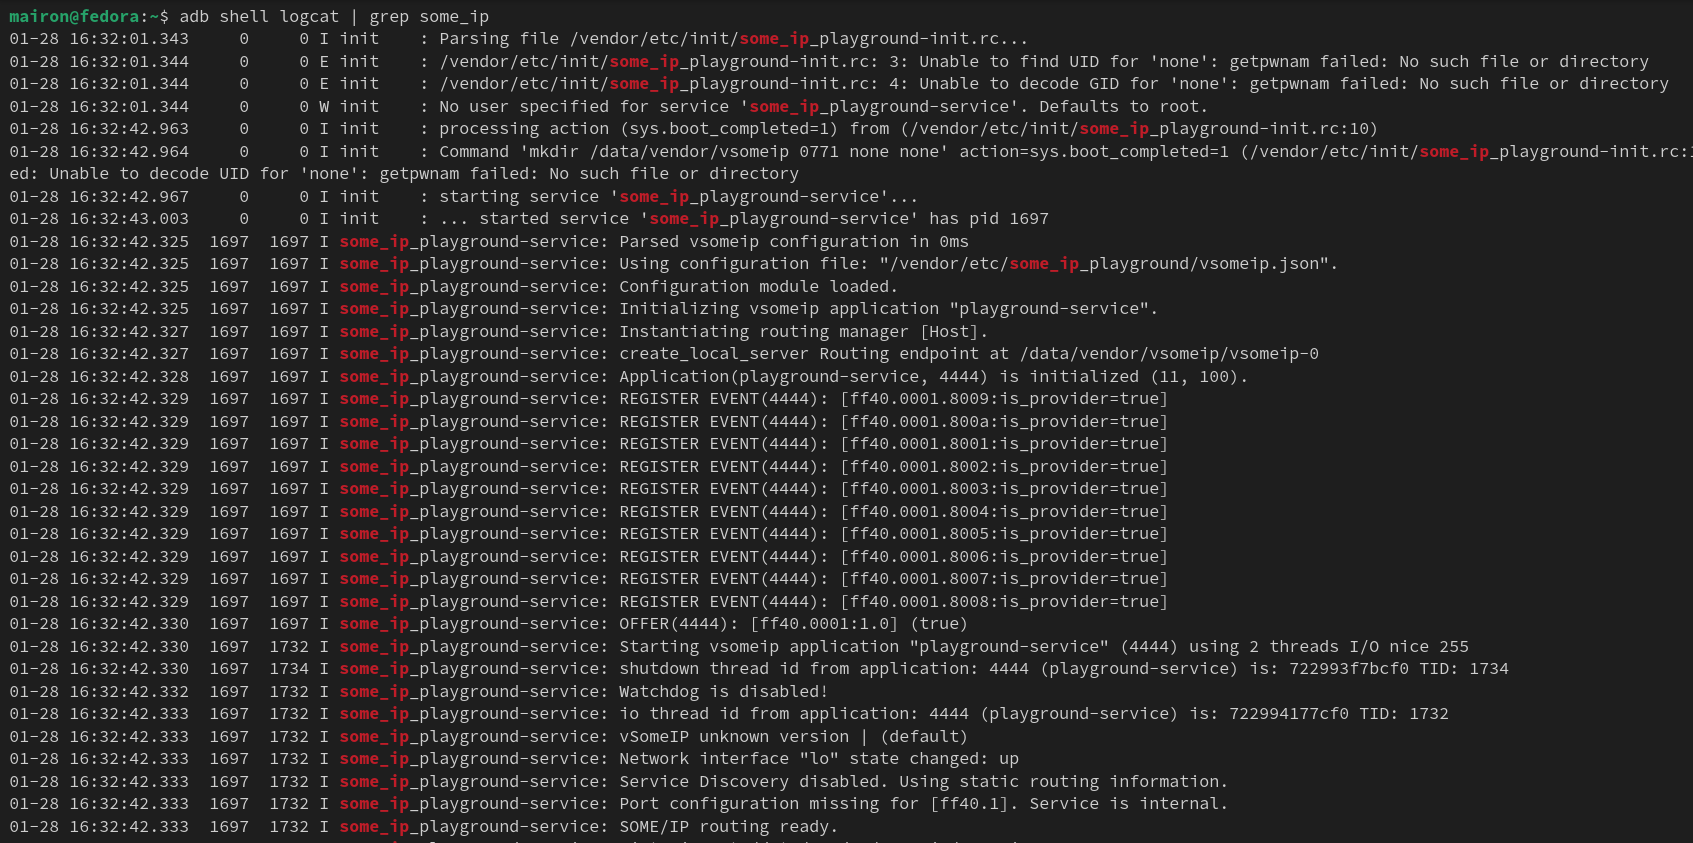 mairon@fedora:~$ adb shell logcat | grep some_ip
01-28 16:32:01.343     0     0 I init    : Parsing file /vendor/etc/init/some_ip_playground-init.rc...
01-28 16:32:01.344     0     0 E init    : /vendor/etc/init/some_ip_playground-init.rc: 3: Unable to find UID for 'none': getpwnam failed: No such file or directory
01-28 16:32:01.344     0     0 E init    : /vendor/etc/init/some_ip_playground-init.rc: 4: Unable to decode GID for 'none': getpwnam failed: No such file or directory
01-28 16:32:01.344     0     0 W init    : No user specified for service 'some_ip_playground-service'. Defaults to root.
01-28 16:32:42.963     0     0 I init    : processing action (sys.boot_completed=1) from (/vendor/etc/init/some_ip_playground-init.rc:10)
01-28 16:32:42.964     0     0 I init    : Command 'mkdir /data/vendor/vsomeip 0771 none none' action=sys.boot_completed=1 (/vendor/etc/init/some_ip_playground-init.rc:
ed: Unable to decode UID for 'none': getpwnam failed: No such file or directory
01-28 16:32:42.967     0     0 I init    : starting service 'some_ip_playground-service'...
01-28 16:32:43.003     0     0 I init    : ... started service 'some_ip_playground-service' has pid 1697
01-28 16:32:42.325  1697  1697 I some_ip_playground-service: Parsed vsomeip configuration in 0ms
01-28 16:32:42.325  1697  1697 I some_ip_playground-service: Using configuration file: "/vendor/etc/some_ip_playground/vsomeip.json".
01-28 16:32:42.325  1697  1697 I some_ip_playground-service: Configuration module loaded.
01-28 16:32:42.325  1697  1697 I some_ip_playground-service: Initializing vsomeip application "playground-service".
01-28 16:32:42.327  1697  1697 I some_ip_playground-service: Instantiating routing manager [Host].
01-28 16:32:42.327  1697  1697 I some_ip_playground-service: create_local_server Routing endpoint at /data/vendor/vsomeip/vsomeip-0
01-28 16:32:42.328  1697  1697 I some_ip_playground-service: Application(playground-service, 4444) is initialized (11, 100).
01-28 16:32:42.329  1697  1697 I some_ip_playground-service: REGISTER EVENT(4444): [ff40.0001.8009:is_provider=true]
01-28 16:32:42.329  1697  1697 I some_ip_playground-service: REGISTER EVENT(4444): [ff40.0001.800a:is_provider=true]
01-28 16:32:42.329  1697  1697 I some_ip_playground-service: REGISTER EVENT(4444): [ff40.0001.8001:is_provider=true]
01-28 16:32:42.329  1697  1697 I some_ip_playground-service: REGISTER EVENT(4444): [ff40.0001.8002:is_provider=true]
01-28 16:32:42.329  1697  1697 I some_ip_playground-service: REGISTER EVENT(4444): [ff40.0001.8003:is_provider=true]
01-28 16:32:42.329  1697  1697 I some_ip_playground-service: REGISTER EVENT(4444): [ff40.0001.8004:is_provider=true]
01-28 16:32:42.329  1697  1697 I some_ip_playground-service: REGISTER EVENT(4444): [ff40.0001.8005:is_provider=true]
01-28 16:32:42.329  1697  1697 I some_ip_playground-service: REGISTER EVENT(4444): [ff40.0001.8006:is_provider=true]
01-28 16:32:42.329  1697  1697 I some_ip_playground-service: REGISTER EVENT(4444): [ff40.0001.8007:is_provider=true]
01-28 16:32:42.329  1697  1697 I some_ip_playground-service: REGISTER EVENT(4444): [ff40.0001.8008:is_provider=true]
01-28 16:32:42.330  1697  1697 I some_ip_playground-service: OFFER(4444): [ff40.0001:1.0] (true)
01-28 16:32:42.330  1697  1732 I some_ip_playground-service: Starting vsomeip application "playground-service" (4444) using 2 threads I/O nice 255
01-28 16:32:42.330  1697  1734 I some_ip_playground-service: shutdown thread id from application: 4444 (playground-service) is: 722993f7bcf0 TID: 1734
01-28 16:32:42.332  1697  1732 I some_ip_playground-service: Watchdog is disabled!
01-28 16:32:42.333  1697  1732 I some_ip_playground-service: io thread id from application: 4444 (playground-service) is: 722994177cf0 TID: 1732
01-28 16:32:42.333  1697  1732 I some_ip_playground-service: vSomeIP unknown version | (default)
01-28 16:32:42.333  1697  1732 I some_ip_playground-service: Network interface "lo" state changed: up
01-28 16:32:42.333  1697  1732 I some_ip_playground-service: Service Discovery disabled. Using static routing information.
01-28 16:32:42.333  1697  1732 I some_ip_playground-service: Port configuration missing for [ff40.1]. Service is internal.
01-28 16:32:42.333  1697  1732 I some_ip_playground-service: SOME/IP routing ready.